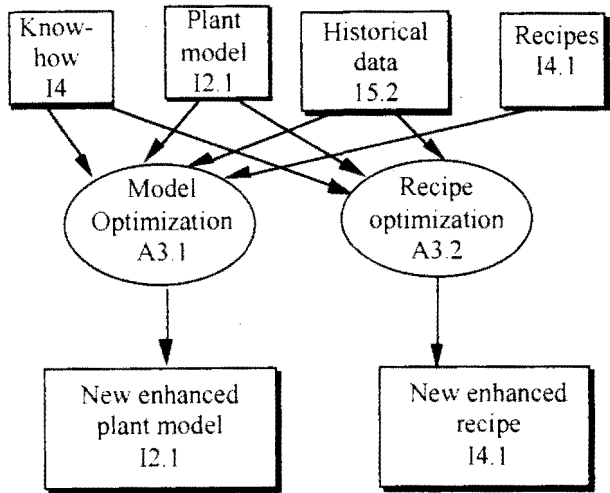 Know-
how
I4
Plant
model
I2.1
Historical
data
15.2
Recipes
I4.1
Model
Optimization
A3.1
Recipe
optimization
A3.2
New enhanced
plant model
I2.1
New enhanced
recipe
I4.1